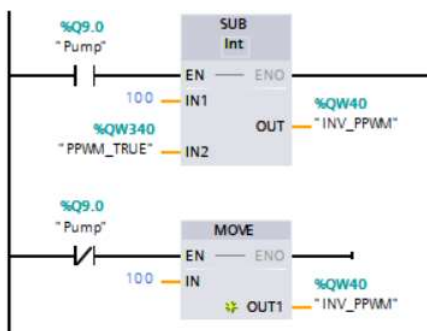 %Q9.0
"Pump"
SUB
Int
EN
ENO
100
IN1
%QW40
OUT
"INV_PPWM"
%QW340
"PPWM_TRUE"
IN2
%Q9.0
"Pump"
MOVE
EN
ENO
100
IN
%QW40
OUT1
"INV_PPWM"